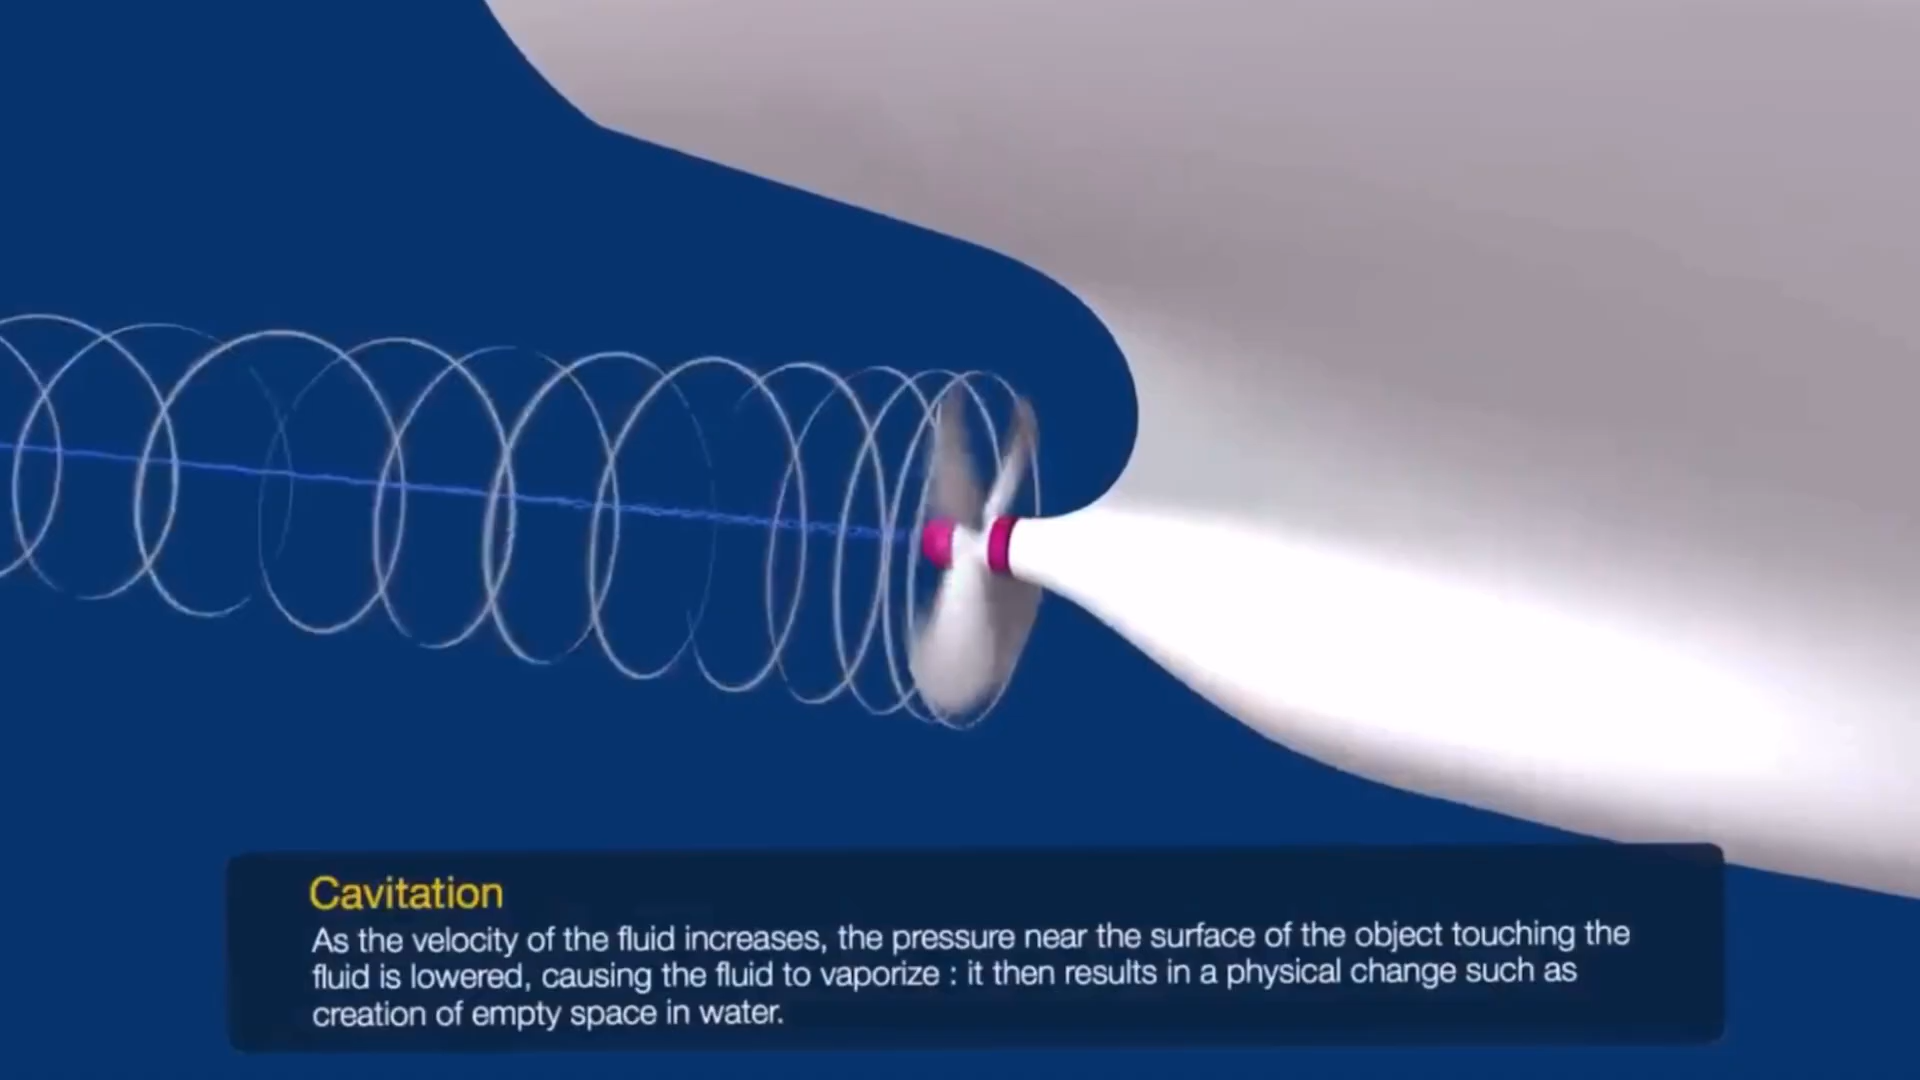 Cavitation
As the velocity of the fluid increases, the pressure near the surface of the object touching the
fluid is lowered, causing the fluid to vaporize : it then results in a physical change such as
creation of empty space in water.